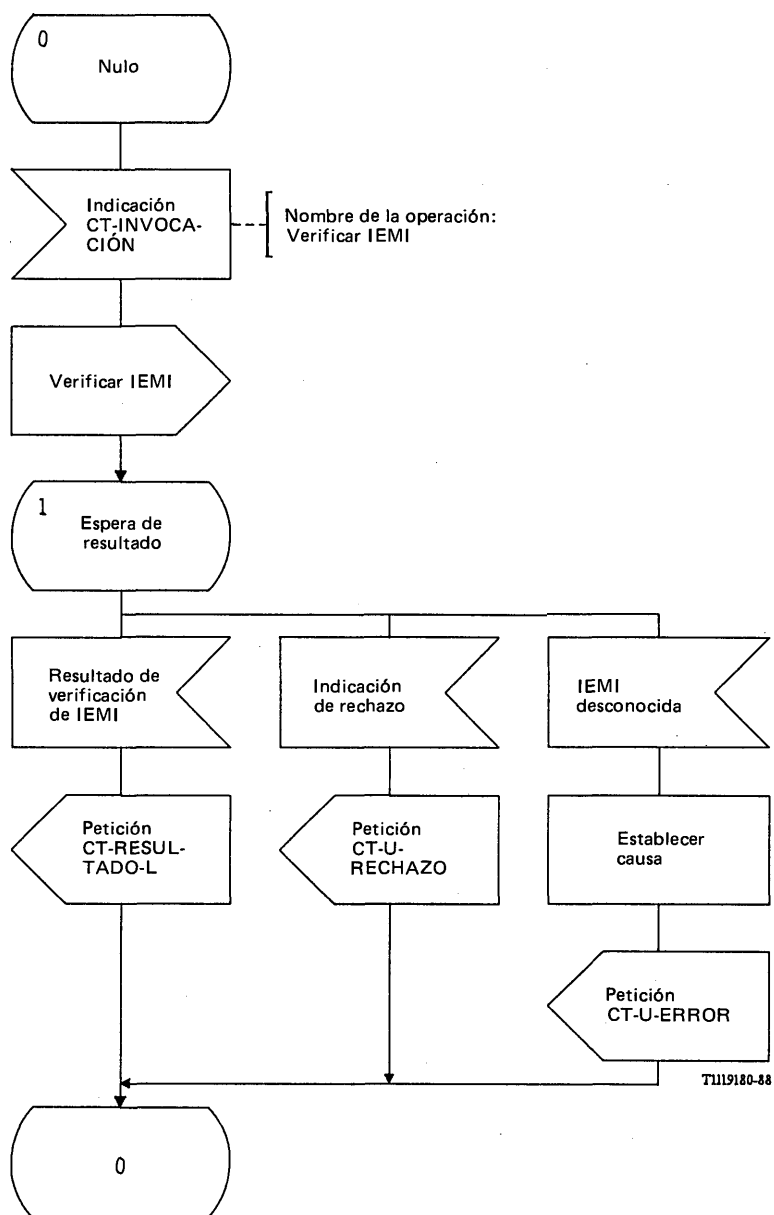 0
Nulo
Indicación
CT-INVOCA-
CIÓN
Nombre de la operación:
Verificar IEMI
Verificar IEMI
1
Espera de
resultado
Resultado de
verificación
de IEMI
Indicación
de rechazo
IEMI
desconocida
Petición
CT-RESUL-
TADO-L
Petición
CT-U-
RECHAZO
Establecer
causa
Petición
CT-U-ERROR
T1119180-88
0